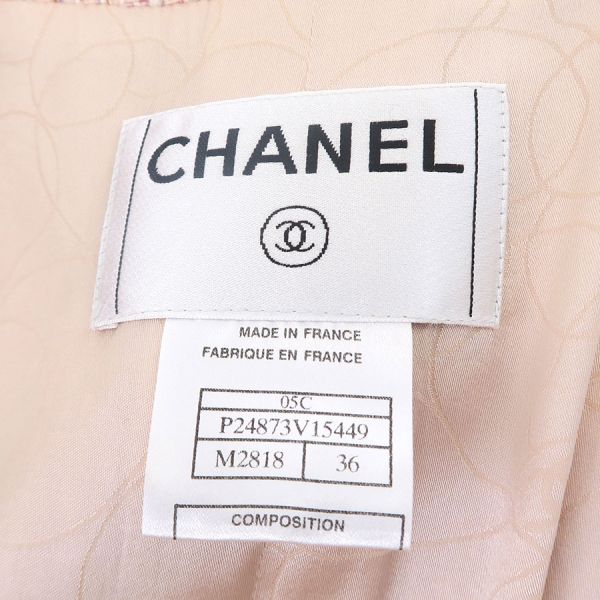 CHANEL
MADE IN FRANCE
FABRIQUE EN FRANCE
05C
P24873V15449
M2818 36
COMPOSITION